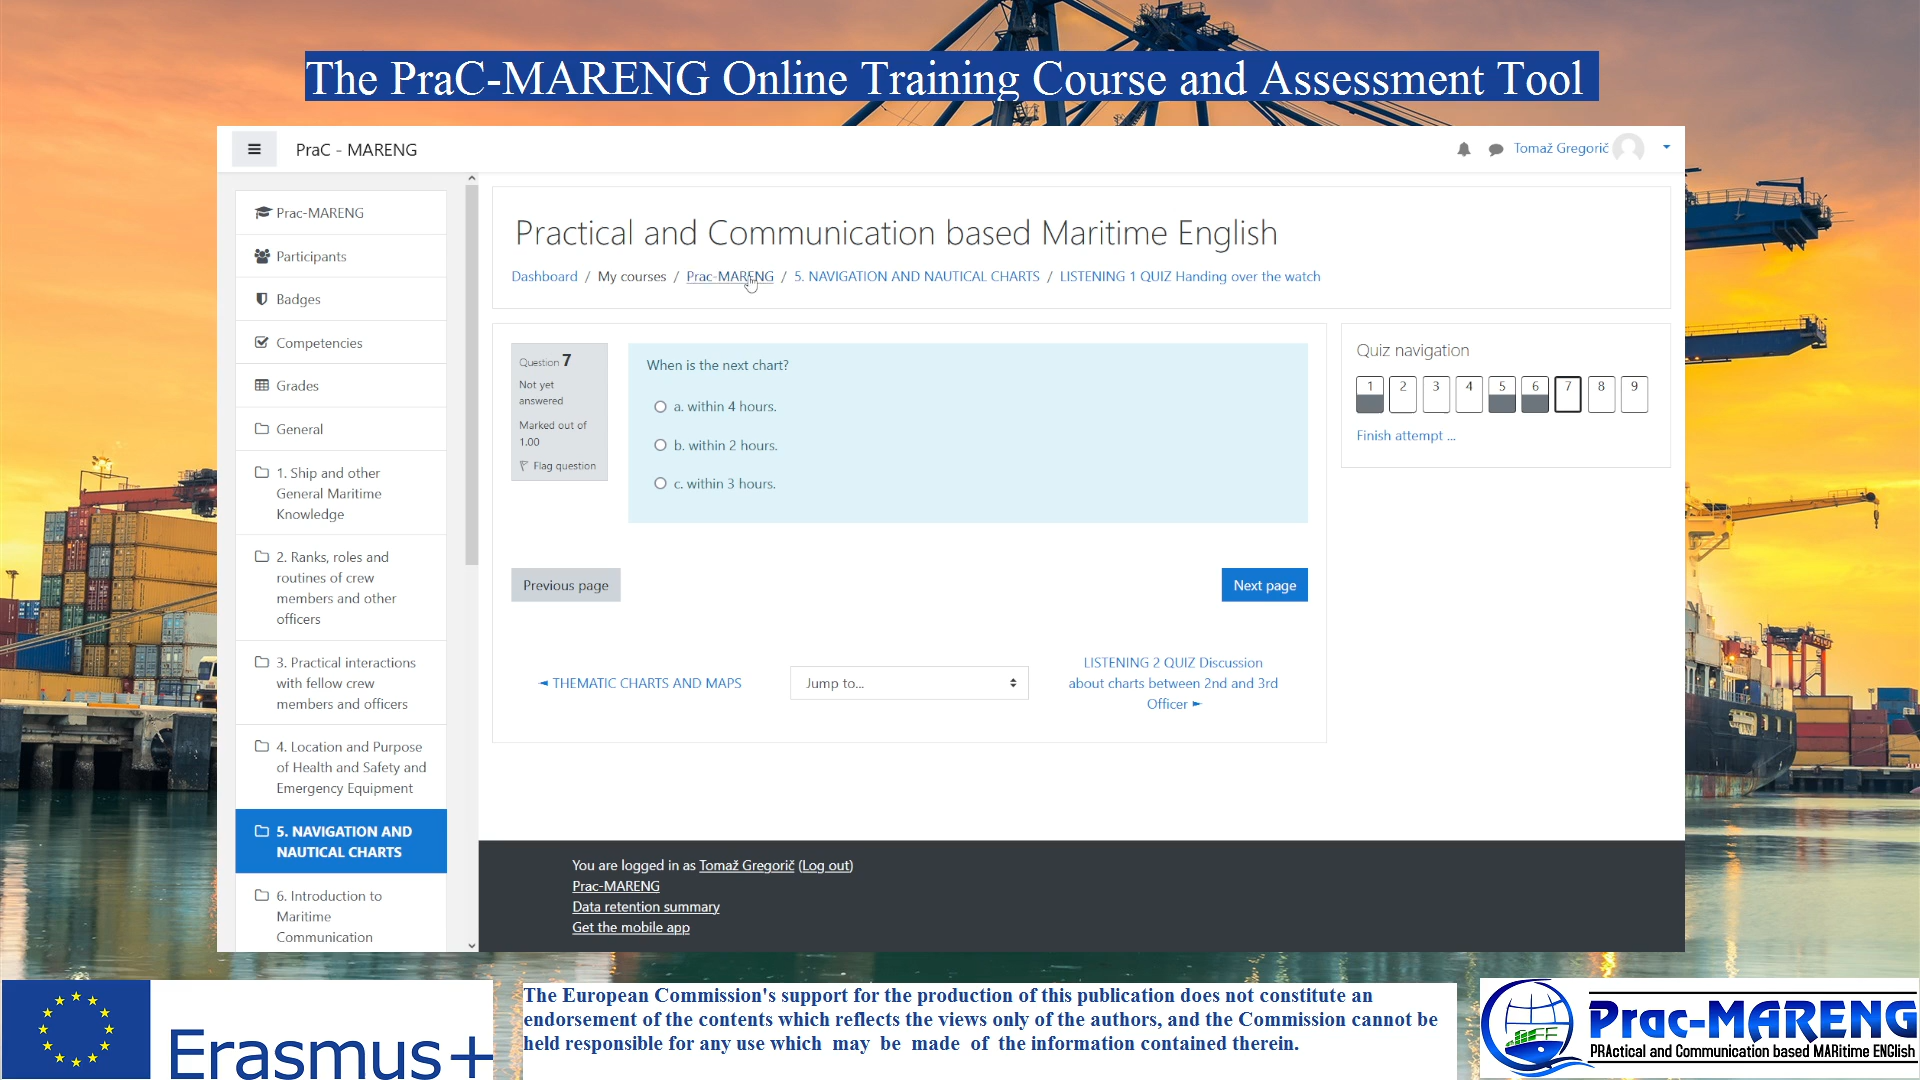 The PraC-MARENG Online Training Course and Assessment Tool
PraC - MARENG
Tomaž Gregorič
Prac-MARENG
Participants
Badges
Competencies
Grades
General
1. Ship and other
General Maritime
Knowledge
2. Ranks, roles and
routines of crew
members and other
officers
3. Practical interactions
with fellow crew
members and officers
4. Location and Purpose
of Health and Safety and
Emergency Equipment
5. NAVIGATION AND
NAUTICAL CHARTS
6. Introduction to
Maritime
Communication
Practical and Communication based Maritime English
Dashboard / My courses / Prac-MARENG / 5. NAVIGATION AND NAUTICAL CHARTS / LISTENING 1 QUIZ Handing over the watch
Question 7
Not yet
answered
Marked out of
1.00
Flag question
When is the next chart?
a. within 4 hours.
b. within 2 hours.
c. within 3 hours.
Previous page
Next page
◄ THEMATIC CHARTS AND MAPS
Jump to...
LISTENING 2 QUIZ Discussion
about charts between 2nd and 3rd
Officer ►
Quiz navigation
1 2 3 4 5 6 7 8 9
Finish attempt ...
You are logged in as Tomaž Gregorič (Log out)
Prac-MARENG
Data retention summary
Get the mobile app
Erasmus+
The European Commission's support for the production of this publication does not constitute an
endorsement of the contents which reflects the views only of the authors, and the Commission cannot be
held responsible for any use which may be made of the information contained therein.
Prac-MARENG
PRActical and Communication based MARitime ENGlish